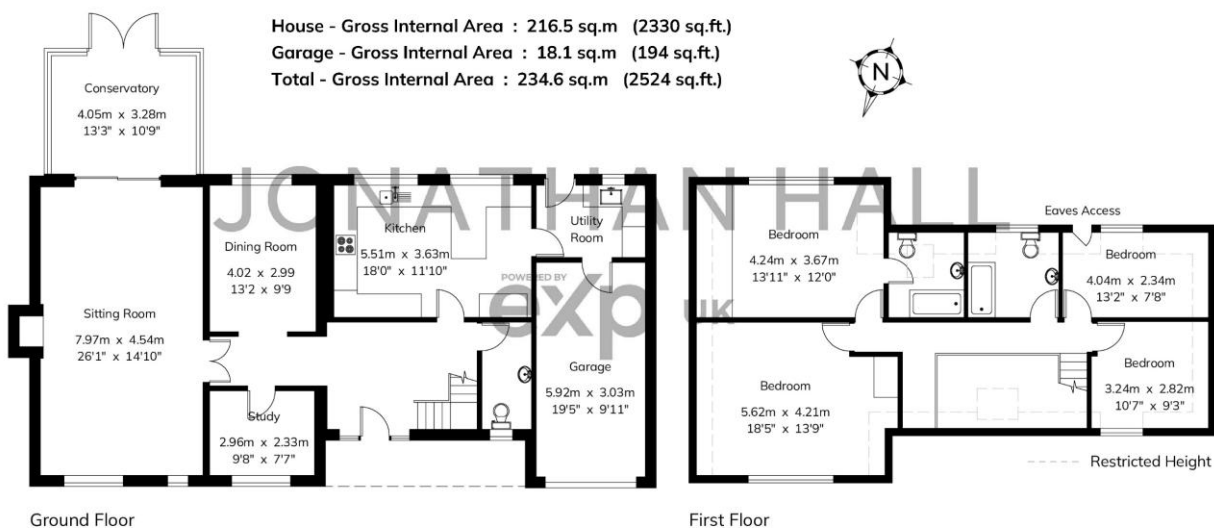 House - Gross Internal Area : 216.5 sq.m (2330 sq.ft.)
Garage - Gross Internal Area : 18.1 sq.m (194 sq.ft.)
Total - Gross Internal Area : 234.6 sq.m (2524 sq.ft.)
N
Conservatory
4.05m x 3.28m
13'3" x 10'9"
JONATHAN HALL
POWERED BY
exp UK
Dining Room
4.02 x 2.99
13'2 x 9'9
Kitchen
5.51m x 3.63m
18'0" x 11'10"
Utility
Room
Sitting Room
7.97m x 4.54m
26'1" x 14'10"
Study
2.96m x 2.33m
9'8" x 7'7"
Garage
5.92m x 3.03m
19'5" x 9'11"
Ground Floor
Bedroom
4.24m x 3.67m
13'11" x 12'0"
Eaves Access
Bedroom
4.04m x 2.34m
13'2" x 7'8"
Bedroom
5.62m x 4.21m
18'5" x 13'9"
Bedroom
3.24m x 2.82m
10'7" x 9'3"
Restricted Height
First Floor